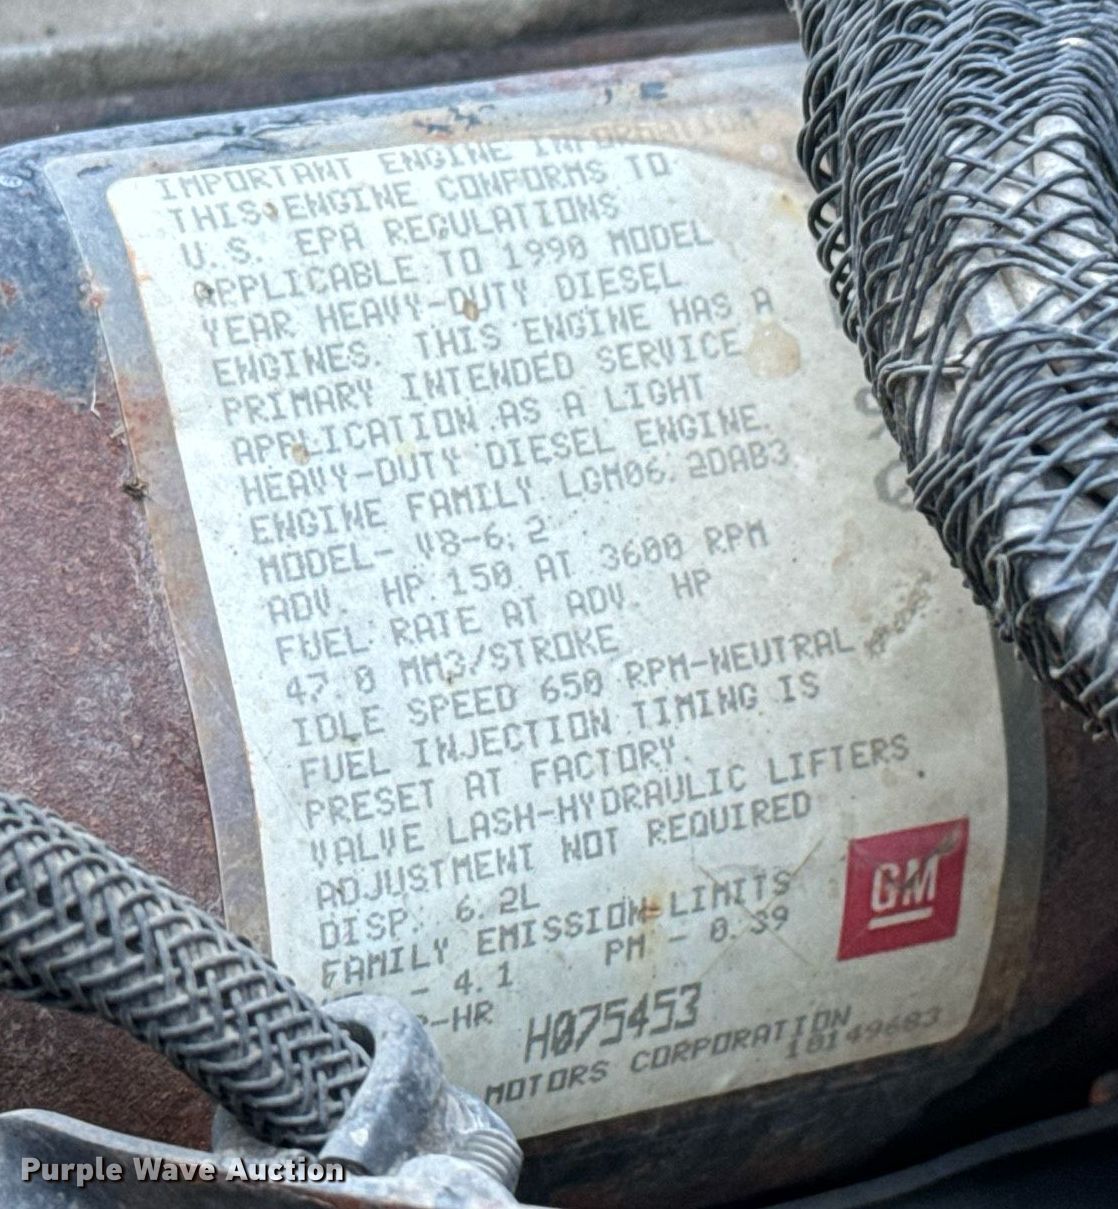 IMPORTANT ENGINE INFORMATION
THIS ENGINE CONFORMS TO
U.S. EPA REGULATIONS
APPLICABLE TO 1990 MODEL
YEAR HEAVY-DUTY DIESEL
ENGINES. THIS ENGINE HAS A
PRIMARY INTENDED SERVICE
APPLICATION AS A LIGHT
HEAVY-DUTY DIESEL ENGINE.
ENGINE FAMILY LGM06.2DAB3
MODEL- V8-6.2
ADV. HP 150 AT 3600 RPM
FUEL RATE AT ADV. HP
47.0 MM3/STROKE
IDLE SPEED 650 RPM-NEUTRAL
FUEL INJECTION TIMING IS
PRESET AT FACTORY.
VALVE LASH-HYDRAULIC LIFTERS
ADJUSTMENT NOT REQUIRED
DISP. 6.2L
FAMILY EMISSION LIMITS
- 4.1 PM - 0.39
-HR
H075453
MOTORS CORPORATION
10149683
GM
Purple Wave Auction